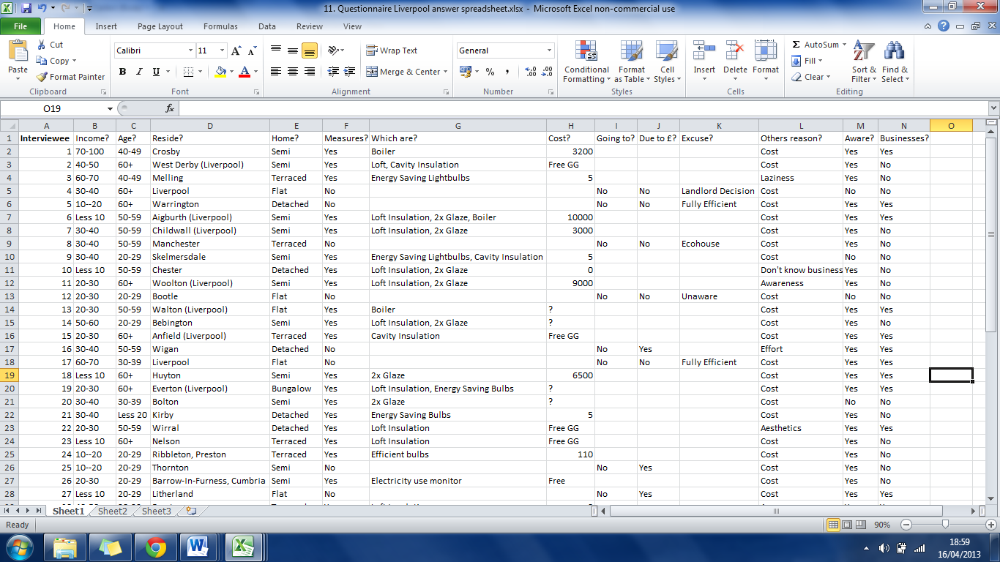 11. Questionnaire Liverpool answer spreadsheet.xlsx - Microsoft Excel non-commercial use
File Home Insert Page Layout Formulas Data Review View
Paste Cut Copy Format Painter Clipboard
Calibri 11 B I U Font
Wrap Text Merge & Center Alignment
General % , Number
Conditional Formatting Format as Table Cell Styles Styles
Insert Delete Format Cells
AutoSum Fill Clear Sort & Filter Find & Select Editing
O19 fx
A B C D E F G H I J K L M N O
1 Interviewee Income? Age? Reside? Home? Measures? Which are? Cost? Going to? Due to £? Excuse? Others reason? Aware? Businesses?
2 1 70-100 40-49 Crosby Semi Yes Boiler 3200 Cost Yes Yes
3 2 40-50 60+ West Derby (Liverpool) Semi Yes Loft, Cavity Insulation Free GG Cost Yes No
4 3 60-70 40-49 Melling Terraced Yes Energy Saving Lightbulbs 5 Laziness Yes No
5 4 30-40 60+ Liverpool Flat No No No Landlord Decision Cost No No
6 5 10--20 60+ Warrington Detached No No No Fully Efficient Cost Yes Yes
7 6 Less 10 50-59 Aigburth (Liverpool) Semi Yes Loft Insulation, 2x Glaze, Boiler 10000 Cost Yes Yes
8 7 30-40 50-59 Childwall (Liverpool) Semi Yes Loft Insulation, 2x Glaze 3000 Cost Yes No
9 8 30-40 50-59 Manchester Terraced No No No Ecohouse Cost Yes No
10 9 30-40 20-29 Skelmersdale Semi Yes Energy Saving Lightbulbs, Cavity Insulation 5 Cost No No
11 10 Less 10 50-59 Chester Detached Yes Loft Insulation, 2x Glaze 0 Don't know business Yes No
12 11 20-30 60+ Woolton (Liverpool) Semi Yes Loft Insulation, 2x Glaze 9000 Awareness Yes No
13 12 20-30 20-29 Bootle Flat No No No Unaware Cost No No
14 13 20-30 50-59 Walton (Liverpool) Flat Yes Boiler ? Cost Yes Yes
15 14 50-60 20-29 Bebington Semi Yes Loft Insulation, 2x Glaze ? Cost Yes No
16 15 20-30 60+ Anfield (Liverpool) Terraced Yes Cavity Insulation Free GG Cost Yes Yes
17 16 30-40 50-59 Wigan Detached No No Yes Effort Yes No
18 17 60-70 30-39 Liverpool Flat No No No Fully Efficient Cost Yes Yes
19 18 Less 10 60+ Huyton Semi Yes 2x Glaze 6500 Cost Yes Yes
20 19 20-30 60+ Everton (Liverpool) Bungalow Yes Loft Insulation, Energy Saving Bulbs ? Cost Yes Yes
21 20 30-40 30-39 Bolton Semi Yes 2x Glaze ? Cost No No
22 21 30-40 Less 20 Kirby Detached Yes Energy Saving Bulbs 5 Cost Yes No
23 22 20-30 50-59 Wirral Detached Yes Loft Insulation Free GG Aesthetics Yes Yes
24 23 Less 10 60+ Nelson Terraced Yes Loft Insulation Free GG Cost Yes No
25 24 10--20 20-29 Ribbleton, Preston Terraced Yes Efficient bulbs 110 Cost Yes No
26 25 10--20 20-29 Thornton Semi No No Yes Cost Yes No
27 26 20-30 20-29 Barrow-In-Furness, Cumbria Semi Yes Electricity use monitor Free Cost Yes No
28 27 Less 10 20-29 Litherland Flat No No Yes Cost Yes Yes
Sheet1 Sheet2 Sheet3
Ready 90%
18:59
16/04/2013